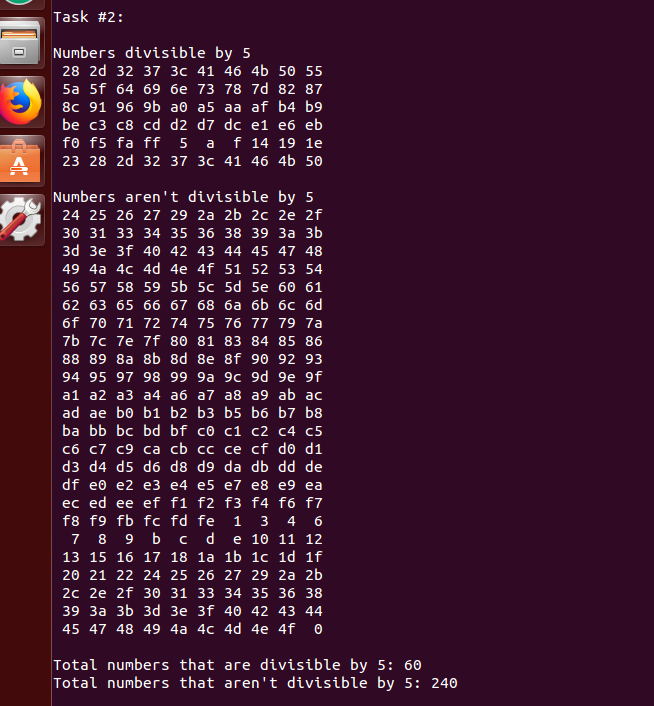 Task #2:
Numbers divisible by 5
28 2d 32 37 3c 41 46 4b 50 55
5a 5f 64 69 6e 73 78 7d 82 87
8c 91 96 9b a0 a5 aa af b4 b9
be c3 c8 cd d2 d7 dc e1 e6 eb
f0 f5 fa ff 5 a f 14 19 1e
23 28 2d 32 37 3c 41 46 4b 50
Numbers aren't divisible by 5
24 25 26 27 29 2a 2b 2c 2e 2f
30 31 33 34 35 36 38 39 3a 3b
3d 3e 3f 40 42 43 44 45 47 48
49 4a 4c 4d 4e 4f 51 52 53 54
56 57 58 59 5b 5c 5d 5e 60 61
62 63 65 66 67 68 6a 6b 6c 6d
6f 70 71 72 74 75 76 77 79 7a
7b 7c 7e 7f 80 81 83 84 85 86
88 89 8a 8b 8d 8e 8f 90 92 93
94 95 97 98 99 9a 9c 9d 9e 9f
a1 a2 a3 a4 a6 a7 a8 a9 ab ac
ad ae b0 b1 b2 b3 b5 b6 b7 b8
ba bb bc bd bf c0 c1 c2 c4 c5
c6 c7 c9 ca cb cc ce cf d0 d1
d3 d4 d5 d6 d8 d9 da db dd de
df e0 e2 e3 e4 e5 e7 e8 e9 ea
ec ed ee ef f1 f2 f3 f4 f6 f7
f8 f9 fb fc fd fe 1 3 4 6
7 8 9 b c d e 10 11 12
13 15 16 17 18 1a 1b 1c 1d 1f
20 21 22 24 25 26 27 29 2a 2b
2c 2e 2f 30 31 33 34 35 36 38
39 3a 3b 3d 3e 3f 40 42 43 44
45 47 48 49 4a 4c 4d 4e 4f 0
Total numbers that are divisible by 5: 60
Total numbers that aren't divisible by 5: 240